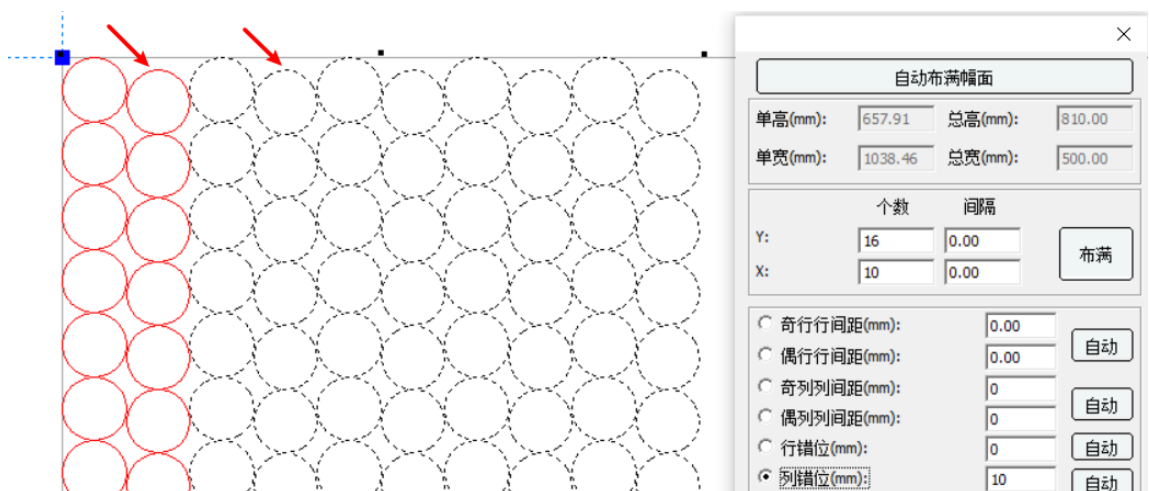 自动布满幅面
单高(mm): 657.91 总高(mm): 810.00
单宽(mm): 1038.46 总宽(mm): 500.00
个数 间隔
Y: 16 0.00
布满
X: 10 0.00
奇行行间距(mm): 0.00
自动
偶行行间距(mm): 0.00
奇列列间距(mm): 0
自动
偶列列间距(mm): 0
行错位(mm): 0 自动
列错位(mm): 10 自动